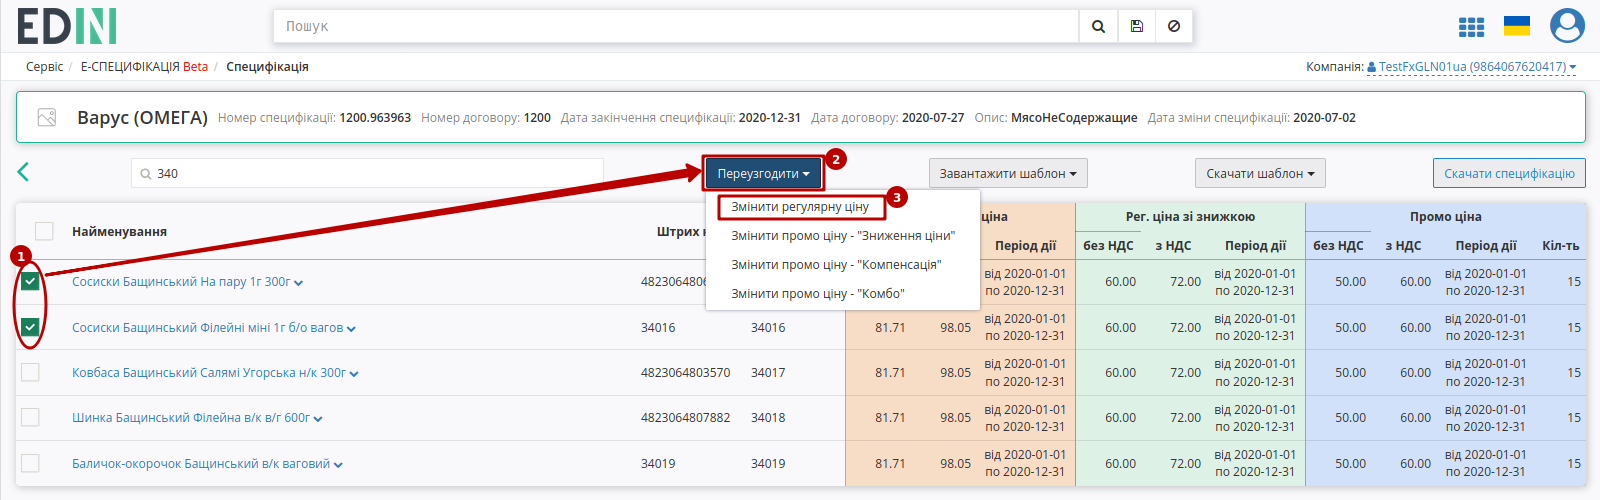 EDIN
Пошук
Сервіс / Е-СПЕЦИФІКАЦІЯ Beta / Специфікація
Компанія: TestFxGLN01ua (9864067620417)
Варус (ОМЕГА) Номер специфікації: 1200.963963 Номер договору: 1200 Дата закінчення специфікації: 2020-12-31 Дата договору: 2020-07-27 Опис: МясоНеСодержащие Дата зміни специфікації: 2020-07-02
340
Переузгодити
2
Завантажити шаблон
Скачати шаблон
Скачати специфікацію
Змінити регулярну ціну
3
Змінити промо ціну - "Зниження ціни"
Змінити промо ціну - "Компенсація"
Змінити промо ціну - "Комбо"
1
Найменування Штрих ціна Рег. ціна зі знижкою Промо ціна
Період дії без НДС з НДС Період дії без НДС з НДС Період дії Кіл-ть
Сосиски Бащинський На пару 1г 300г від 2020-01-01 по 2020-12-31 60.00 72.00 від 2020-01-01 по 2020-12-31 50.00 60.00 від 2020-01-01 по 2020-12-31 15
Сосиски Бащинський Філейні міні 1г б/о вагов 34016 34016 81.71 98.05 від 2020-01-01 по 2020-12-31 60.00 72.00 від 2020-01-01 по 2020-12-31 50.00 60.00 від 2020-01-01 по 2020-12-31 15
Ковбаса Бащинський Салямі Угорська н/к 300г 4823064803570 34017 81.71 98.05 від 2020-01-01 по 2020-12-31 60.00 72.00 від 2020-01-01 по 2020-12-31 50.00 60.00 від 2020-01-01 по 2020-12-31 15
Шинка Бащинський Філейна в/к в/г 600г 4823064807882 34018 81.71 98.05 від 2020-01-01 по 2020-12-31 60.00 72.00 від 2020-01-01 по 2020-12-31 50.00 60.00 від 2020-01-01 по 2020-12-31 15
Баличок-окорочок Бащинський в/к ваговий 34019 34019 81.71 98.05 від 2020-01-01 по 2020-12-31 60.00 72.00 від 2020-01-01 по 2020-12-31 50.00 60.00 від 2020-01-01 по 2020-12-31 15